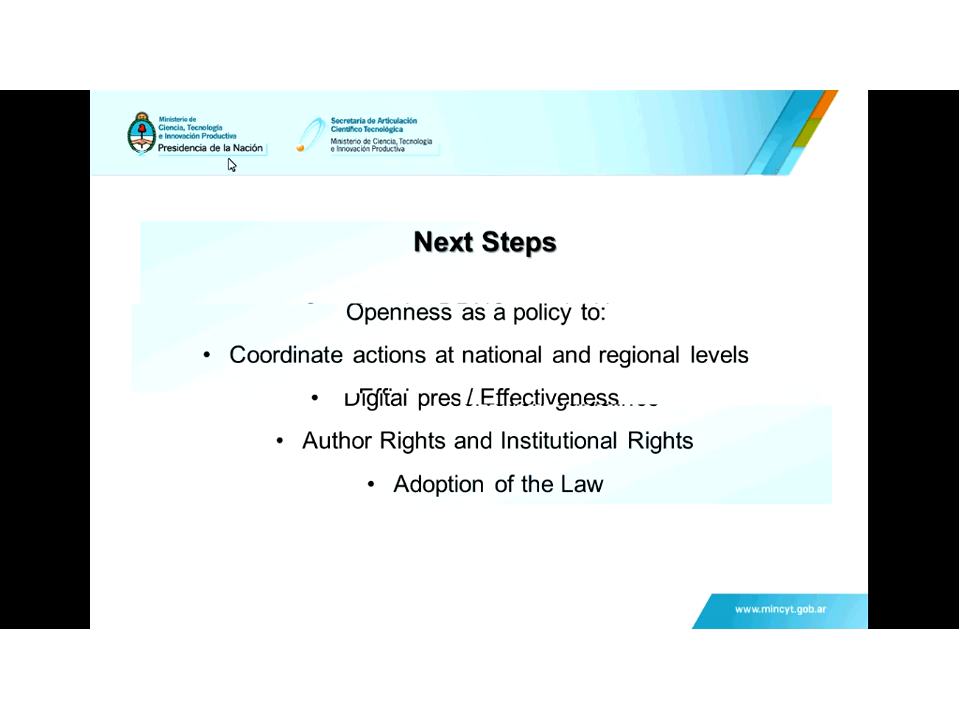 Ministerio de
Ciencia, Tecnología
e Innovación Productiva
Presidencia de la Nación
Secretaría de Articulación
Científico Tecnológica
Ministerio de Ciencia, Tecnología
e Innovación Productiva
Next Steps
Openness as a policy to:
• Coordinate actions at national and regional levels
• Digital pres / Effectiveness
• Author Rights and Institutional Rights
• Adoption of the Law
www.mincyt.gob.ar